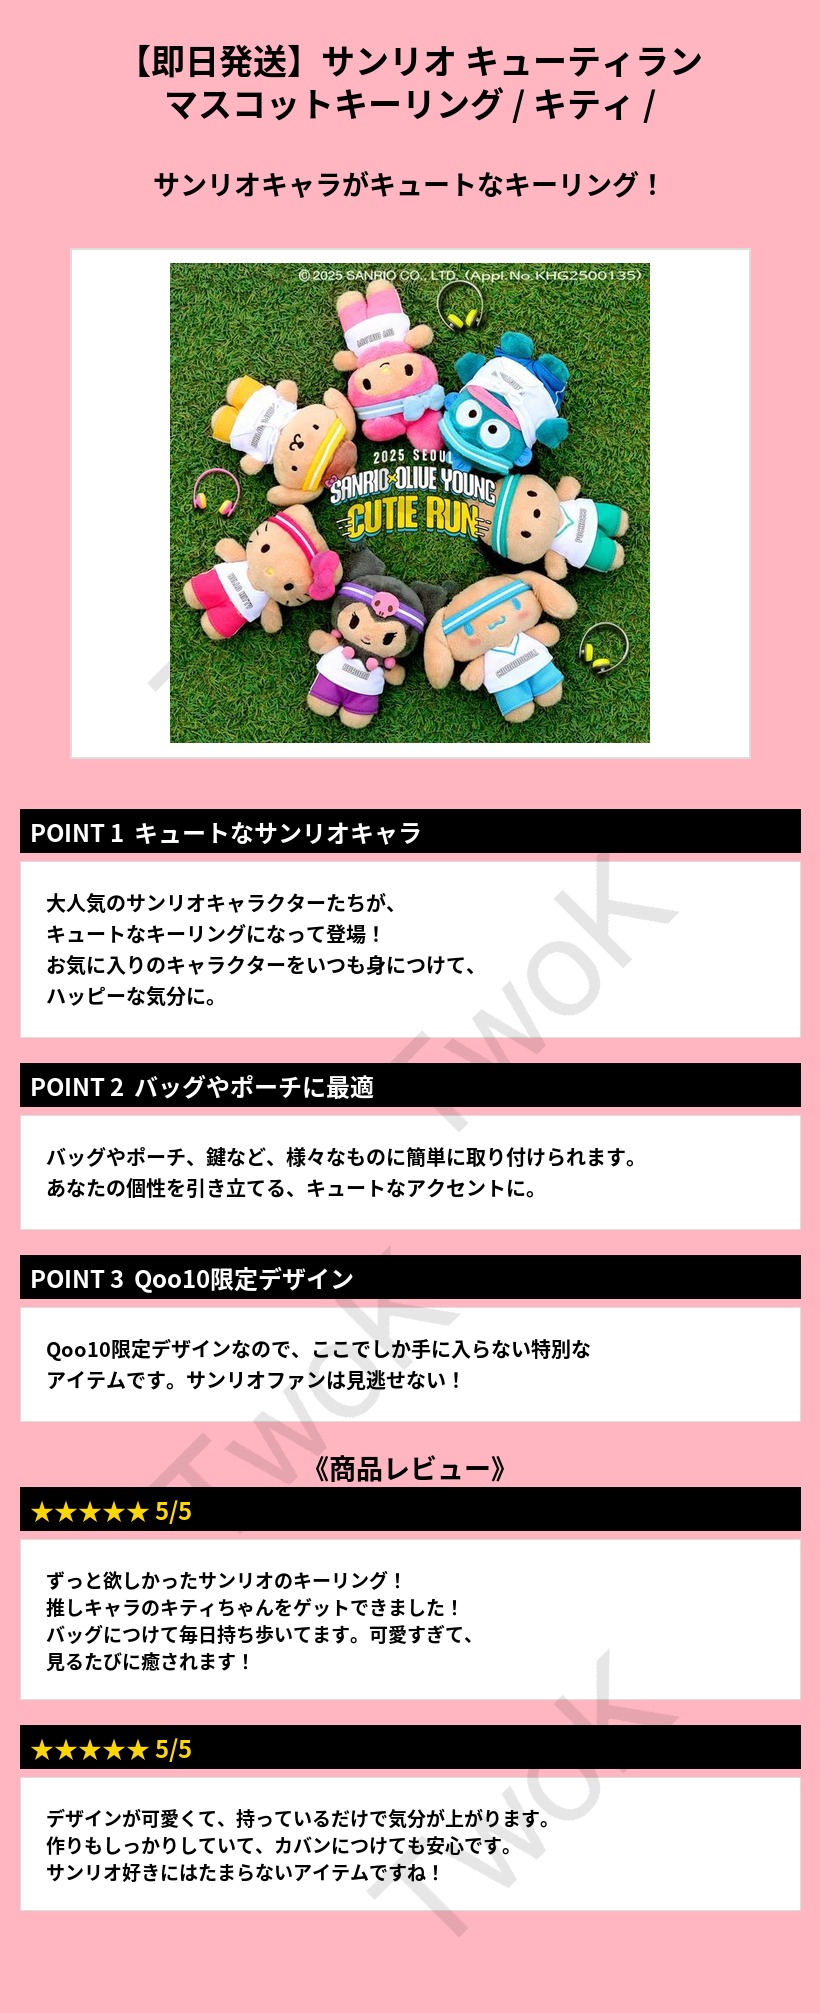 【即日発送】サンリオ キューティラン
マスコットキーリング / キティ /
サンリオキャラがキュートなキーリング！
© 2025 SANRIO CO., LTD. (Appl.No.KHG2500135)
2025 SEOUL
SANRIO×OLIVE YOUNG
CUTIE RUN
POINT 1 キュートなサンリオキャラ
大人気のサンリオキャラクターたちが、
キュートなキーリングになって登場！
お気に入りのキャラクターをいつも身につけて、
ハッピーな気分に。
TwoK
POINT 2 バッグやポーチに最適
バッグやポーチ、鍵など、様々なものに簡単に取り付けられます。
あなたの個性を引き立てる、キュートなアクセントに。
POINT 3 Qoo10限定デザイン
Qoo10限定デザインなので、ここでしか手に入らない特別な
アイテムです。サンリオファンは見逃せない！
TwoK
《商品レビュー》
★★★★★ 5/5
ずっと欲しかったサンリオのキーリング！
推しキャラのキティちゃんをゲットできました！
バッグにつけて毎日持ち歩いてます。可愛すぎて、
見るたびに癒されます！
★★★★★ 5/5
デザインが可愛くて、持っているだけで気分が上がります。
作りもしっかりしていて、カバンにつけても安心です。
サンリオ好きにはたまらないアイテムですね！
TwoK